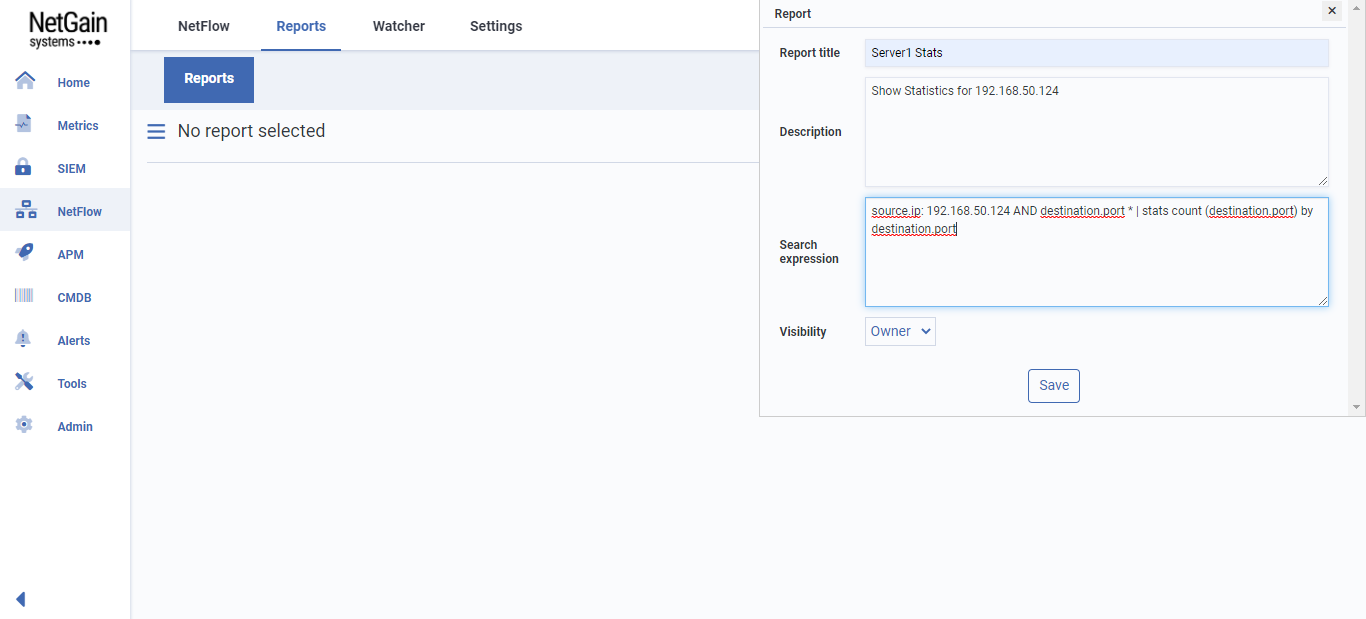 NetGain
systems
Home
Metrics
SIEM
NetFlow
APM
CMDB
Alerts
Tools
Admin
NetFlow
Reports
Watcher
Settings
Reports
No report selected
Report
Report title
Server1 Stats
Description
Show Statistics for 192.168.50.124
Search
expression
source.ip: 192.168.50.124 AND destination.port * | stats count (destination.port) by
destination.port
Visibility
Owner
Save